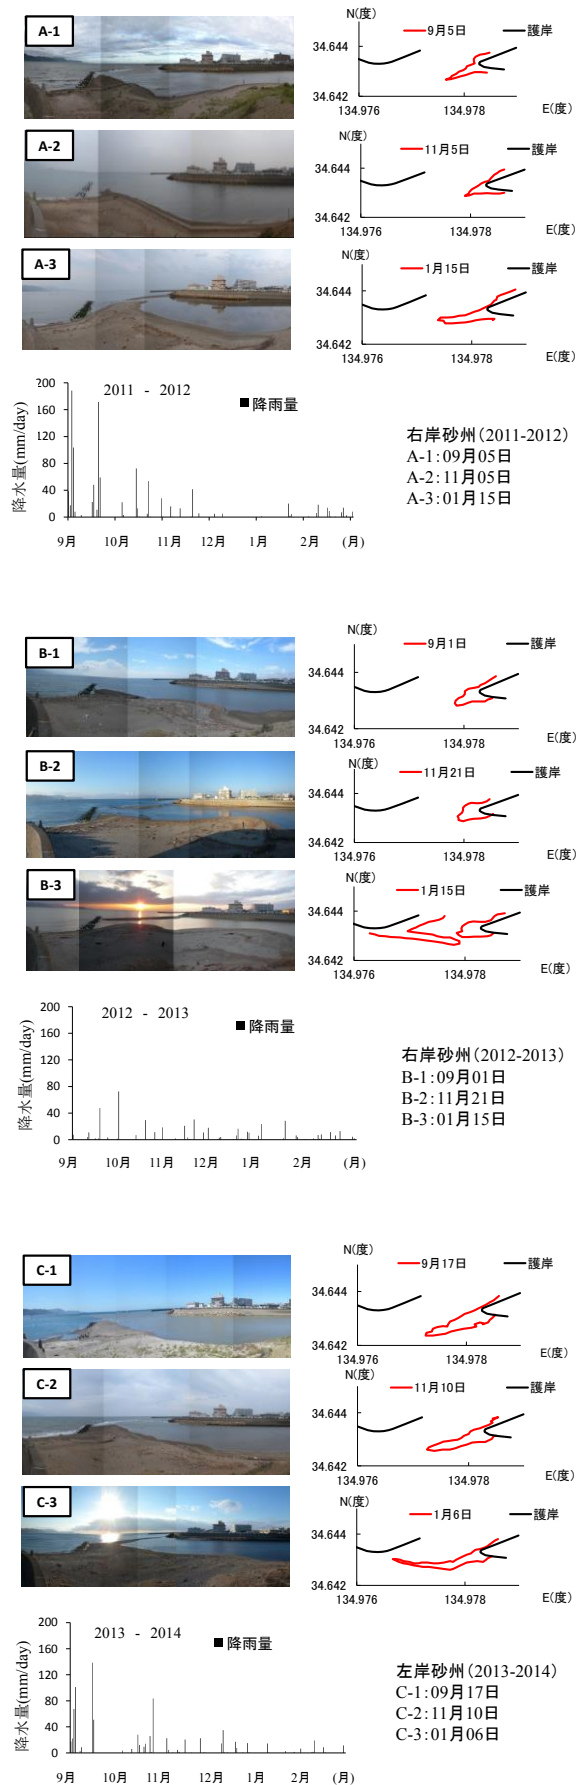 A-1
N(度)
9月5日
護岸
34.644
34.642
134.976
134.978
E(度)
A-2
N(度)
11月5日
護岸
34.644
34.642
134.976
134.978
E(度)
A-3
N(度)
1月15日
護岸
34.644
34.642
134.976
134.978
E(度)
200
160
120
80
40
0
降水量(mm/day)
2011 - 2012
降雨量
9月 10月 11月 12月 1月 2月 (月)
右岸砂州(2011-2012)
A-1:09月05日
A-2:11月05日
A-3:01月15日
B-1
N(度)
9月1日
護岸
34.644
34.642
134.976
134.978
E(度)
B-2
N(度)
11月21日
護岸
34.644
34.642
134.976
134.978
E(度)
B-3
1月15日
護岸
34.644
34.642
134.976
134.978
E(度)
200
160
120
80
40
0
降水量(mm/day)
2012 - 2013
降雨量
9月 10月 11月 12月 1月 2月 (月)
右岸砂州(2012-2013)
B-1:09月01日
B-2:11月21日
B-3:01月15日
C-1
N(度)
9月17日
護岸
34.644
34.642
134.976
134.978
E(度)
C-2
N(度)
11月10日
護岸
34.644
34.642
134.976
134.978
E(度)
C-3
N(度)
1月6日
護岸
34.644
34.642
134.976
134.978
E(度)
200
160
120
80
40
0
降水量(mm/day)
2013 - 2014
降雨量
9月 10月 11月 12月 1月 2月 (月)
左岸砂州(2013-2014)
C-1:09月17日
C-2:11月10日
C-3:01月06日